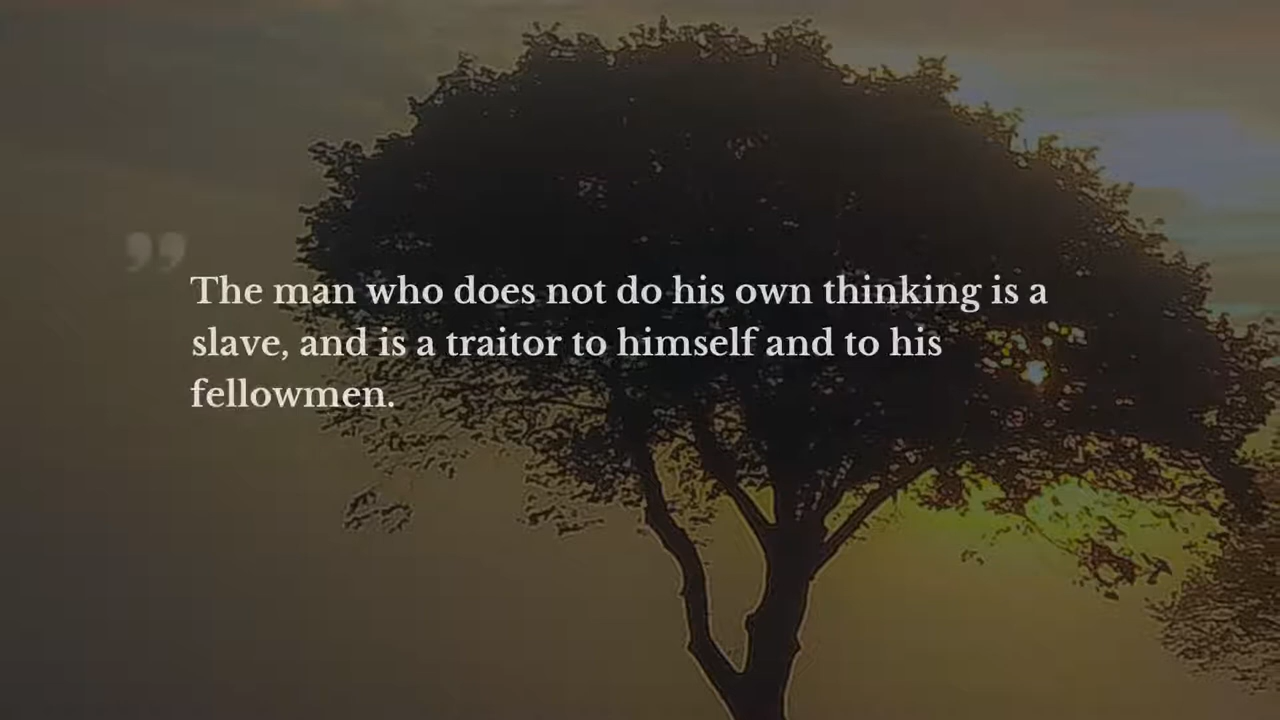 ”
The man who does not do his own thinking is a
slave, and is a traitor to himself and to his
fellowmen.